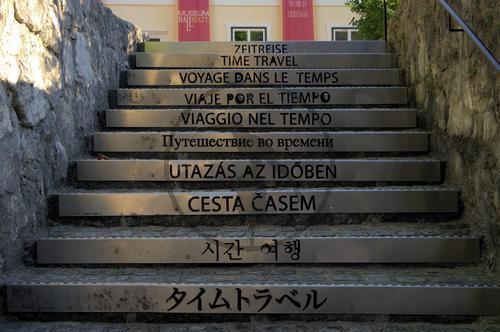 MUSEUM
HALLSTATT
WORLD
HERITAGE
ZEITREISE
TIME TRAVEL
VOYAGE DANS LE TEMPS
VIAJE POR EL TIEMPO
VIAGGIO NEL TEMPO
Путешествие во времени
UTAZÁS AZ IDŐBEN
CESTA ČASEM
시간 여행
タイムトラベル